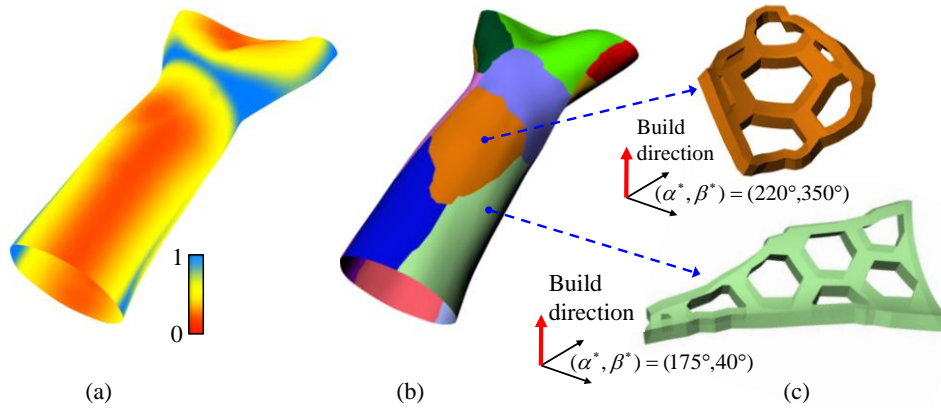 1
0
Build
direction
(α*, β*) = (220°,350°)
Build
direction
(α*, β*) = (175°,40°)
(a)
(b)
(c)